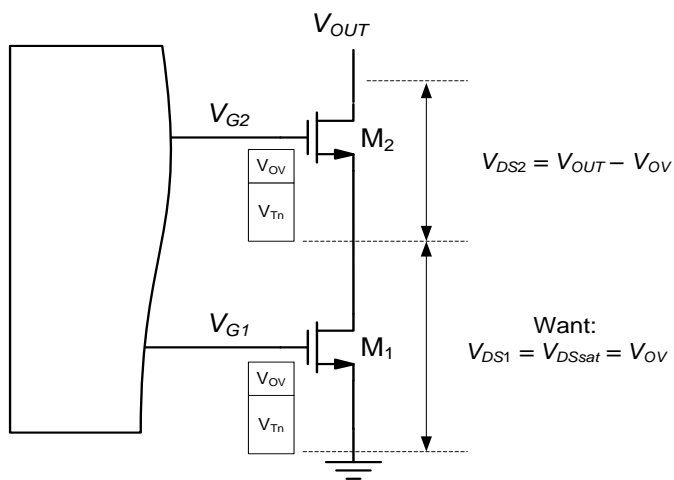 VOUT
VG2
M2
VOV
VTn
VDS2 = VOUT – VOV
VG1
M1
VOV
VTn
Want:
VDS1 = VDSsat = VOV